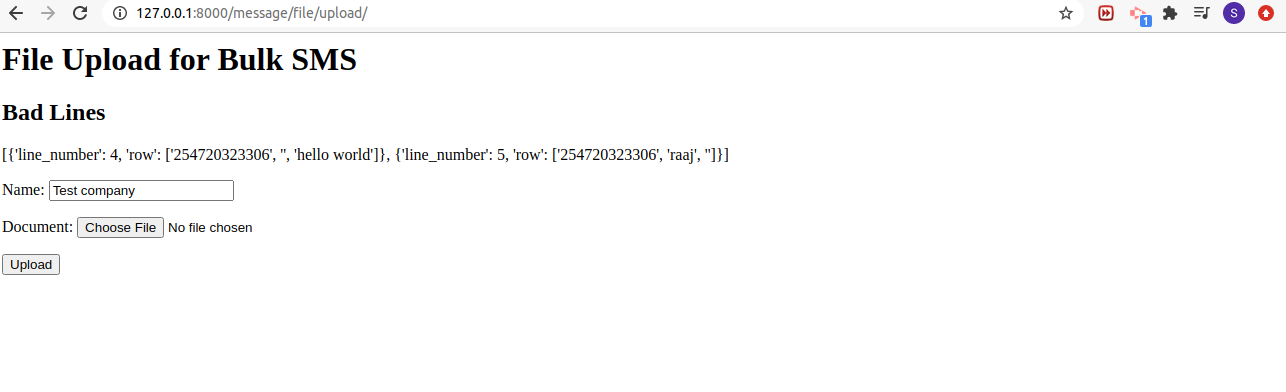 127.0.0.1:8000/message/file/upload/
1
S
File Upload for Bulk SMS
Bad Lines
[{'line_number': 4, 'row': ['254720323306', '', 'hello world']}, {'line_number': 5, 'row': ['254720323306', 'raaj', '']}]
Name: Test company
Document: Choose File No file chosen
Upload